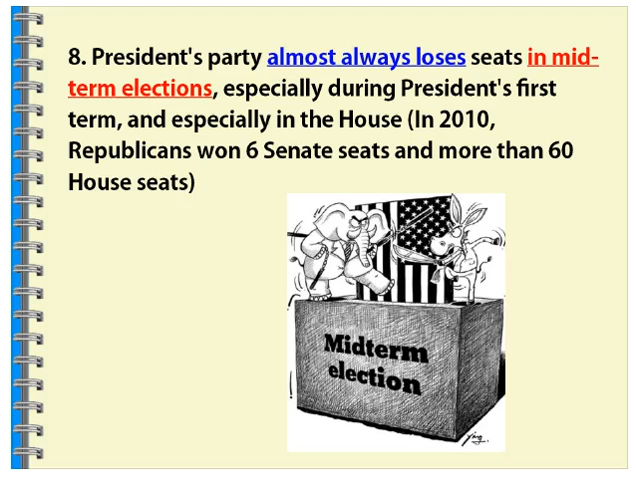 8. President's party almost always loses seats in mid-
term elections, especially during President's first
term, and especially in the House (In 2010,
Republicans won 6 Senate seats and more than 60
House seats)
Midterm
election